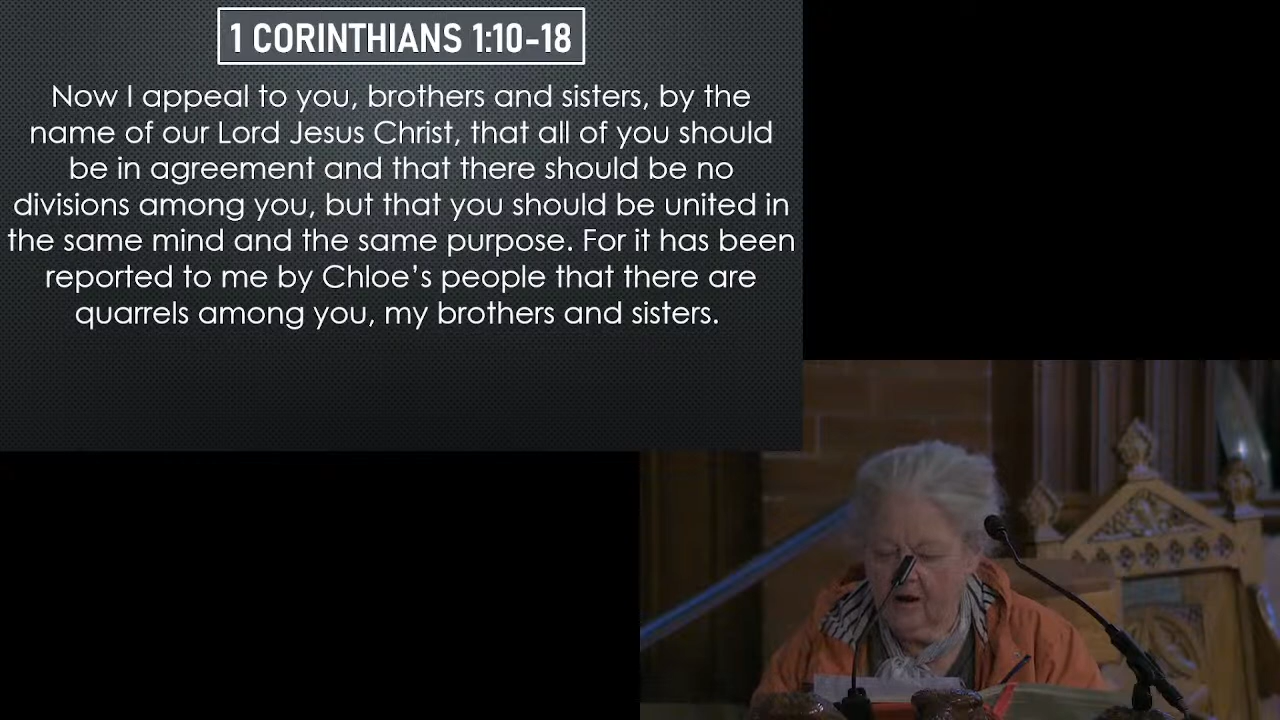 1 CORINTHIANS 1:10-18
Now I appeal to you, brothers and sisters, by the
name of our Lord Jesus Christ, that all of you should
be in agreement and that there should be no
divisions among you, but that you should be united in
the same mind and the same purpose. For it has been
reported to me by Chloe’s people that there are
quarrels among you, my brothers and sisters.